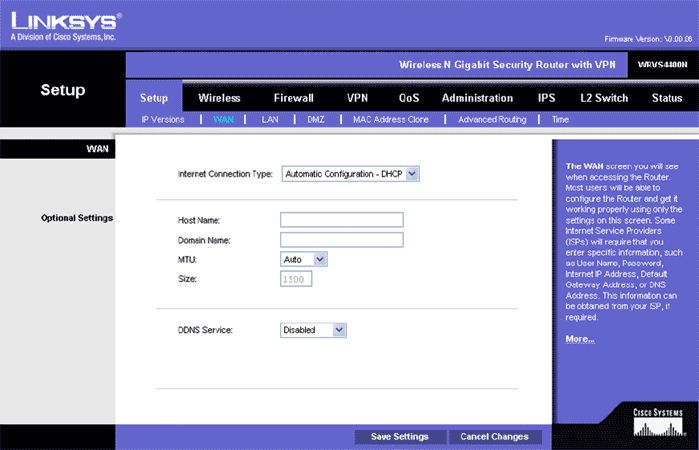 LINKSYS®
A Division of Cisco Systems, Inc.
Firmware Version: V0.00.06
Wireless-N Gigabit Security Router with VPN WRVS4400N
Setup
Setup Wireless Firewall VPN QoS Administration IPS L2 Switch Status
IP Versions | WAN | LAN | DMZ | MAC Address Clone | Advanced Routing | Time
WAN
Internet Connection Type: Automatic Configuration - DHCP
Optional Settings
Host Name:
Domain Name:
MTU: Auto
Size: 1500
DDNS Service: Disabled
The WAN screen you will see
when accessing the Router.
Most users will be able to
configure the Router and get it
working properly using only the
settings on this screen. Some
Internet Service Providers
(ISPs) will require that you
enter specific information, such
as User Name, Password,
Internet IP Address, Default
Gateway Address, or DNS
Address. This information can
be obtained from your ISP, if
required.
More...
Save Settings Cancel Changes
CISCO SYSTEMS